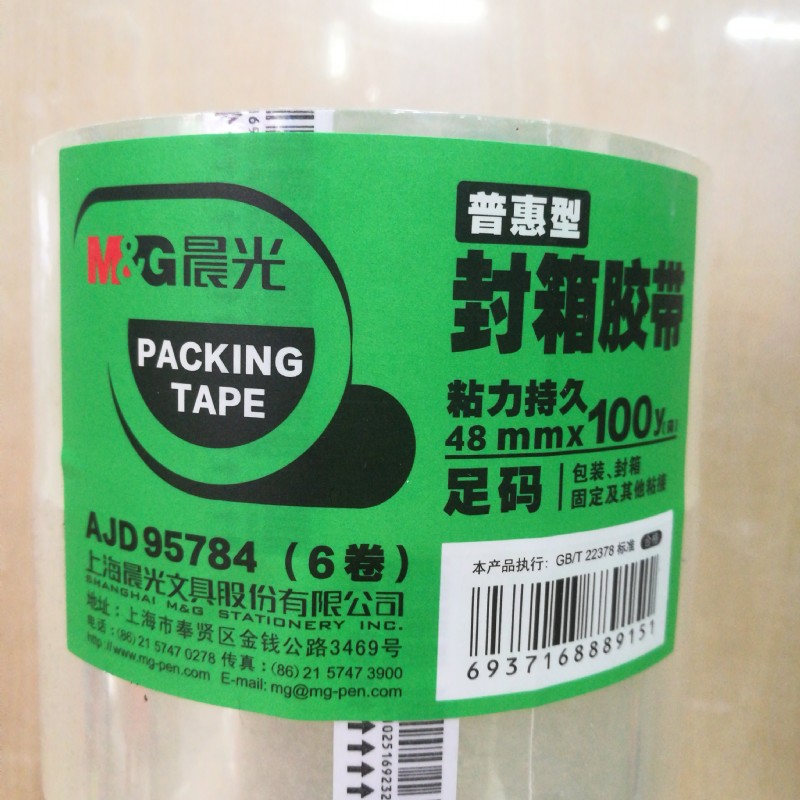 M&G晨光
PACKING
TAPE
普惠型
封箱胶带
粘力持久
48 mmx100y(码)
足码
包装、封箱
固定及其他粘接
AJD95784（6卷）
上海晨光文具股份有限公司
SHANGHAI M&G STATIONERY INC.
地址：上海市奉贤区金钱公路3469号
电话：(86)21 5747 0278 传真：(86)21 5747 3900
http://www.mg-pen.com E-mail: mg@mg-pen.com
本产品执行：GB/T 22378 标准 合格
6937168889151